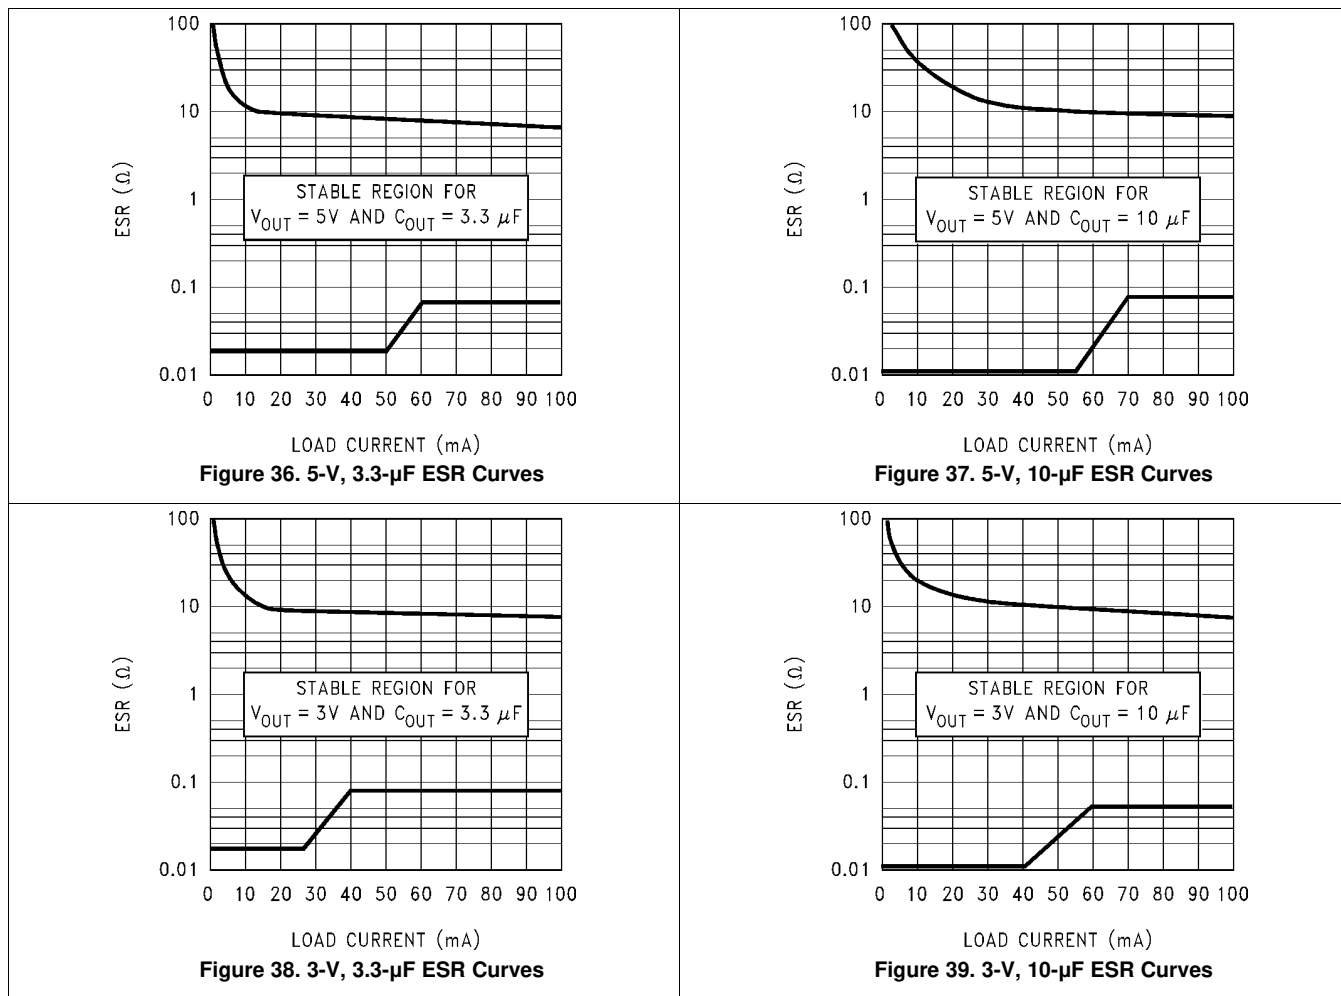 100
10
1
0.1
0.01
ESR (Ω)
STABLE REGION FOR
VOUT = 5V AND COUT = 3.3 μF
0 10 20 30 40 50 60 70 80 90 100
LOAD CURRENT (mA)
Figure 36. 5-V, 3.3-µF ESR Curves
100
10
1
0.1
0.01
ESR (Ω)
STABLE REGION FOR
VOUT = 5V AND COUT = 10 μF
0 10 20 30 40 50 60 70 80 90 100
LOAD CURRENT (mA)
Figure 37. 5-V, 10-µF ESR Curves
100
10
1
0.1
0.01
ESR (Ω)
STABLE REGION FOR
VOUT = 3V AND COUT = 3.3 μF
0 10 20 30 40 50 60 70 80 90 100
LOAD CURRENT (mA)
Figure 38. 3-V, 3.3-µF ESR Curves
100
10
1
0.1
0.01
ESR (Ω)
STABLE REGION FOR
VOUT = 3V AND COUT = 10 μF
0 10 20 30 40 50 60 70 80 90 100
LOAD CURRENT (mA)
Figure 39. 3-V, 10-µF ESR Curves